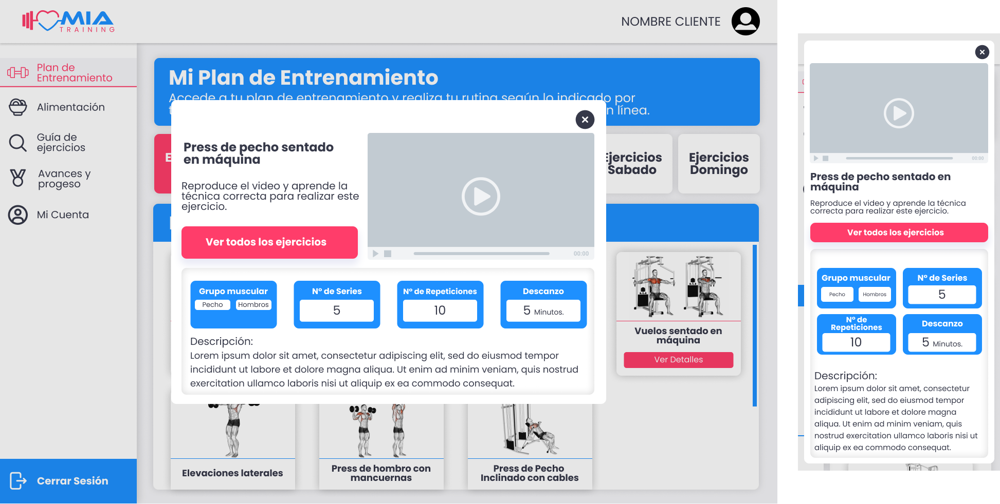 MIA
TRAINING
NOMBRE CLIENTE
Plan de
Entrenamiento
Alimentación
Guía de
ejercicios
Avances y
progeso
Mi Cuenta
Cerrar Sesión
Mi Plan de Entrenamiento
Accede a tu plan de entrenamiento y realiza tu rutina según lo indicado por
n línea.
E
Ejercicios
Sabado
Ejercicios
Domingo
Press de pecho sentado
en máquina
Reproduce el video y aprende la
técnica correcta para realizar este
ejercicio.
Ver todos los ejercicios
00:00
Grupo muscular
Pecho
Hombros
N° de Series
5
N° de Repeticiones
10
Descanzo
5 Minutos.
Descripción:
Lorem ipsum dolor sit amet, consectetur adipiscing elit, sed do eiusmod tempor
incididunt ut labore et dolore magna aliqua. Ut enim ad minim veniam, quis nostrud
exercitation ullamco laboris nisi ut aliquip ex ea commodo consequat.
Vuelos sentado en
máquina
Ver Detalles
Elevaciones laterales
Press de hombro con
mancuernas
Press de Pecho
Inclinado con cables
00:00
Press de pecho sentado en
máquina
Reproduce el video y aprende la técnica
correcta para realizar este ejercicio.
Ver todos los ejercicios
Grupo muscular
Pecho
Hombros
N° de Series
5
N° de
Repeticiones
10
Descanzo
5 Minutos.
Descripción:
Lorem ipsum dolor sit amet, consectetur
adipiscing elit, sed do eiusmod tempor
incididunt ut labore et dolore magna
aliqua. Ut enim ad minim veniam, quis
nostrud exercitation ullamco laboris nisi ut
aliquip ex ea commodo consequat.